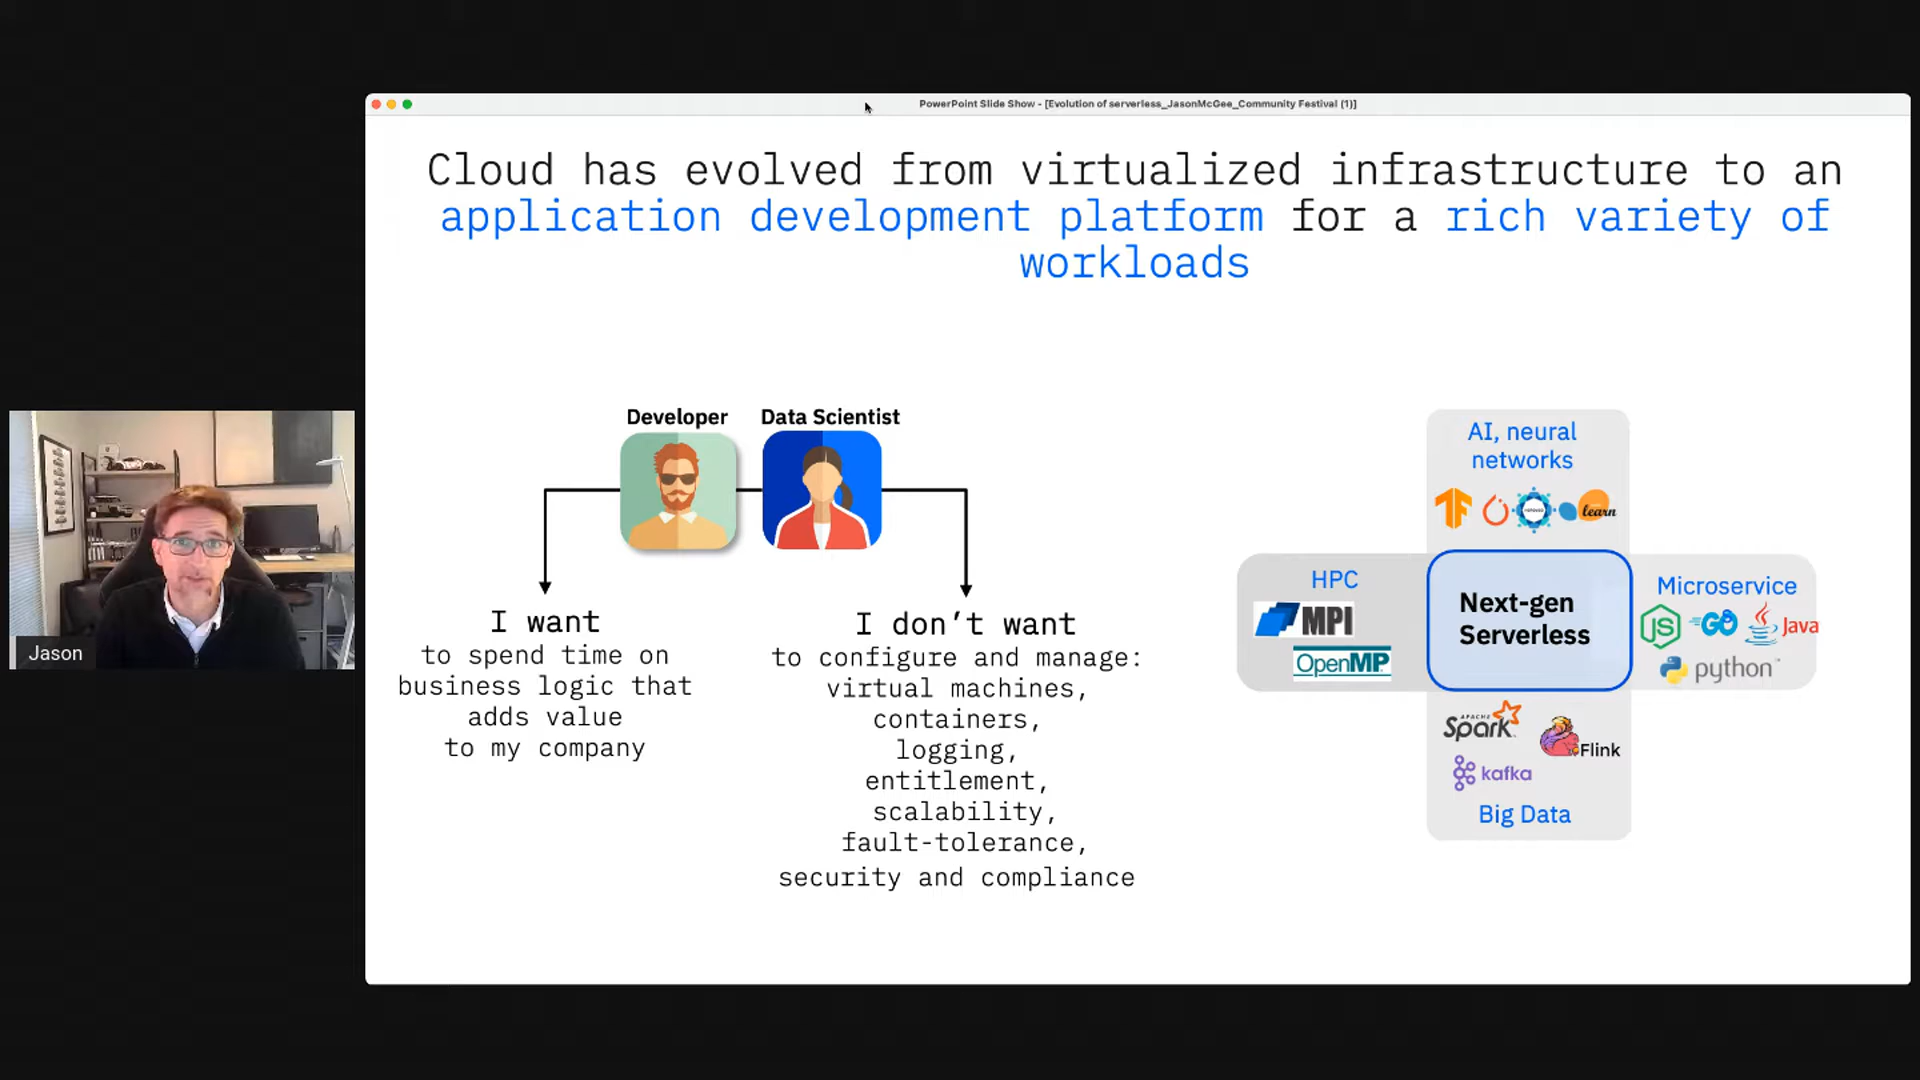 PowerPoint Slide Show - [Evolution of serverless_JasonMcGee_Community Festival (1)]
Cloud has evolved from virtualized infrastructure to an
application development platform for a rich variety of
workloads
Developer
Data Scientist
I want
to spend time on
business logic that
adds value
to my company
I don’t want
to configure and manage:
virtual machines,
containers,
logging,
entitlement,
scalability,
fault-tolerance,
security and compliance
AI, neural
networks
learn
HPC
MPI
OpenMP
Next-gen
Serverless
Microservice
JS
GO
Java
python
APACHE
Spark
Flink
kafka
Big Data
Jason